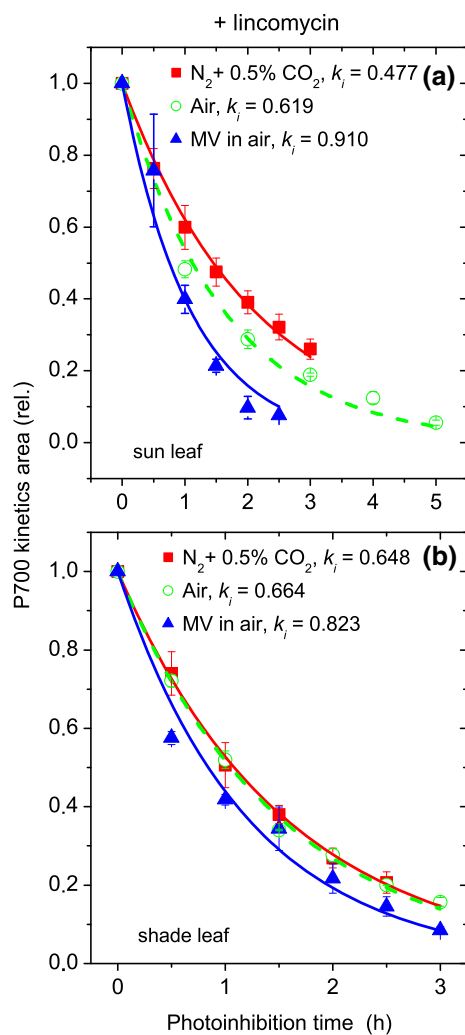 + lincomycin
(a)
N₂+ 0.5% CO₂, kᵢ = 0.477
Air, kᵢ = 0.619
MV in air, kᵢ = 0.910
1.0
0.8
0.6
0.4
0.2
0.0
sun leaf
0 1 2 3 4 5
P700 kinetics area (rel.)
(b)
N₂+ 0.5% CO₂, kᵢ = 0.648
Air, kᵢ = 0.664
MV in air, kᵢ = 0.823
1.0
0.8
0.6
0.4
0.2
0.0
shade leaf
0 1 2 3
Photoinhibition time (h)